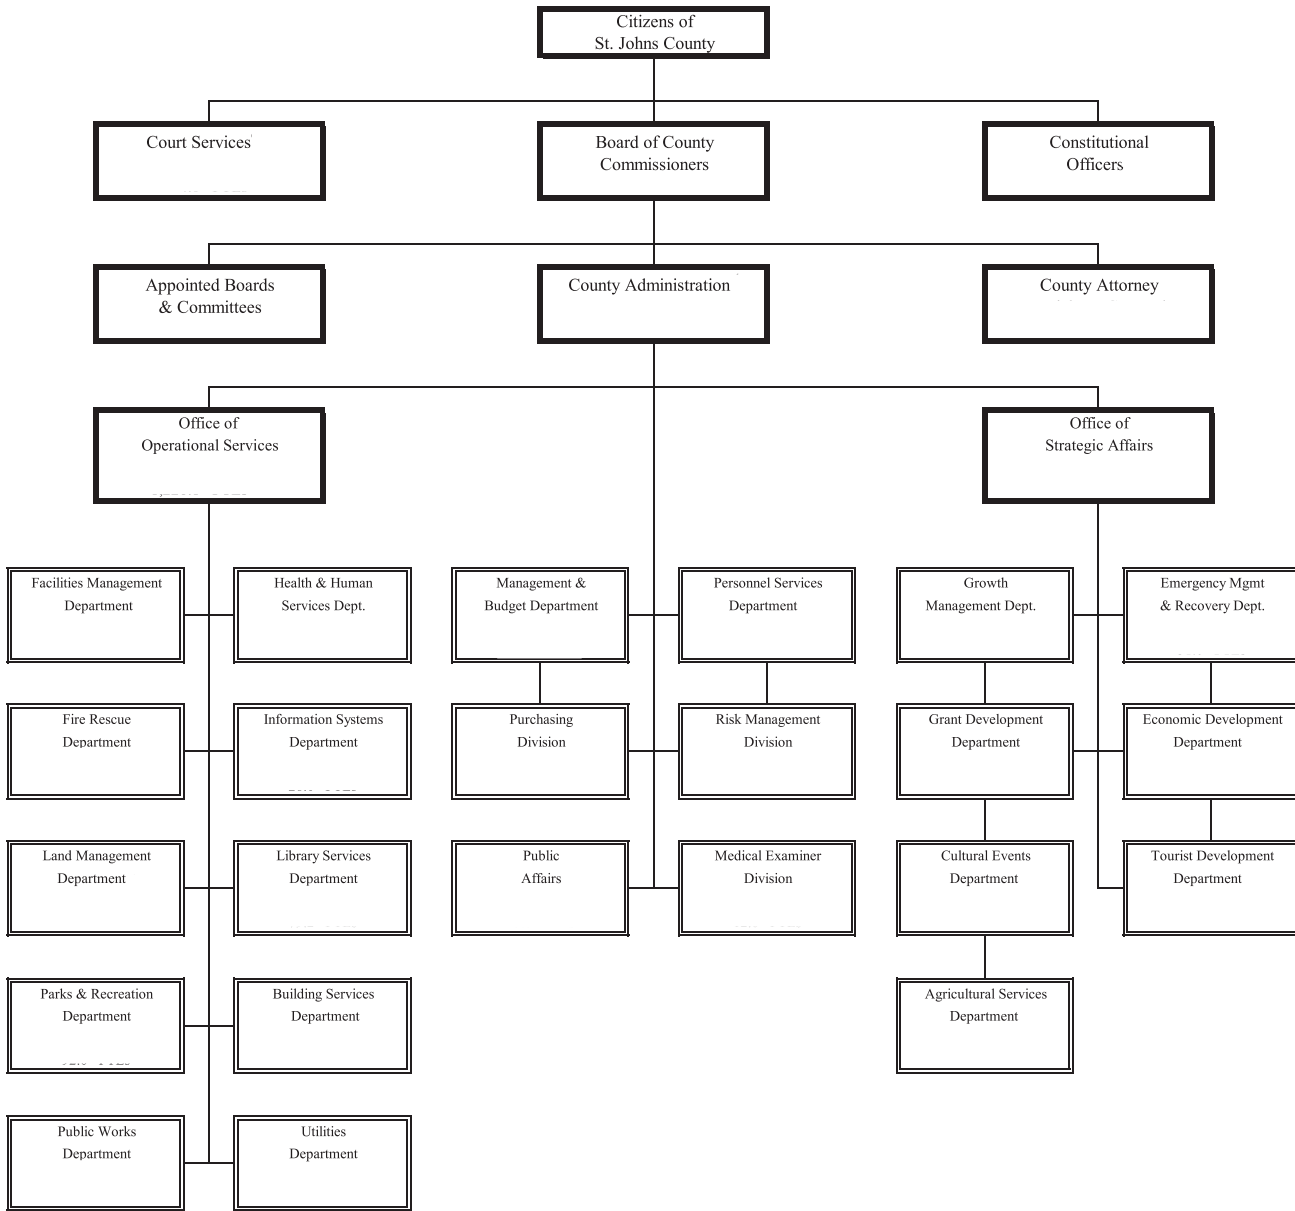 Citizens of
St. Johns County
Court Services
Board of County
Commissioners
Constitutional
Officers
Appointed Boards
& Committees
County Administration
County Attorney
Office of
Operational Services
Office of
Strategic Affairs
Facilities Management
Department
Health & Human
Services Dept.
Management &
Budget Department
Personnel Services
Department
Growth
Management Dept.
Emergency Mgmt
& Recovery Dept.
Fire Rescue
Department
Information Systems
Department
Purchasing
Division
Risk Management
Division
Grant Development
Department
Economic Development
Department
Land Management
Department
Library Services
Department
Public
Affairs
Medical Examiner
Division
Cultural Events
Department
Tourist Development
Department
Parks & Recreation
Department
Building Services
Department
Agricultural Services
Department
Public Works
Department
Utilities
Department